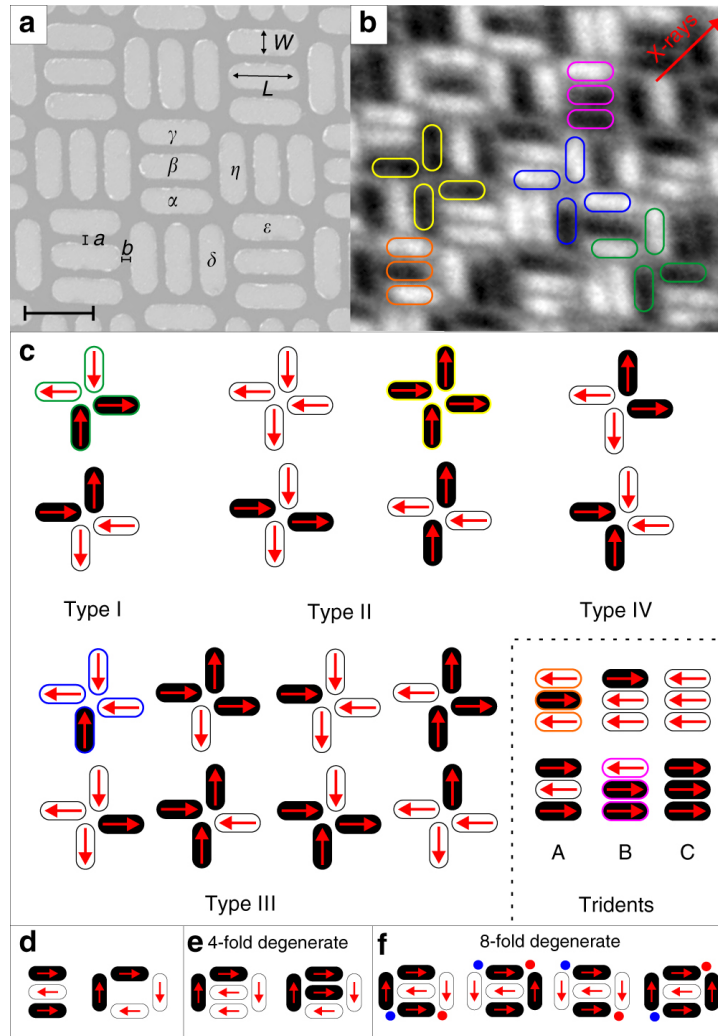 a
W
L
γ
β
η
α
a
b
ε
δ
b
X-rays
c
Type I
Type II
Type IV
Type III
A
B
C
Tridents
d
e
4-fold degenerate
f
8-fold degenerate